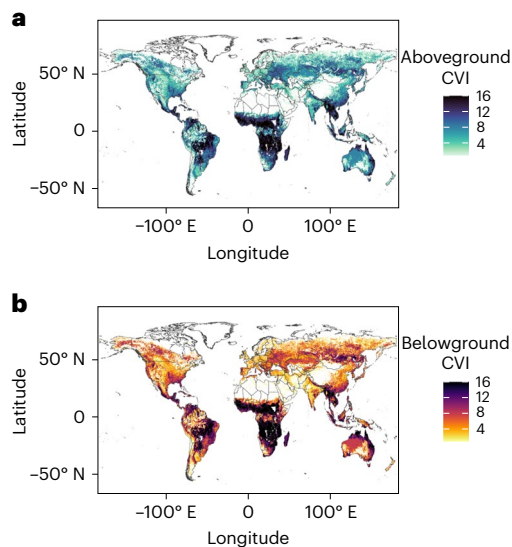 a
Aboveground
CVI
16
12
8
4
50° N
0
−50° N
Latitude
−100° E 0 100° E
Longitude
b
Belowground
CVI
16
12
8
4
50° N
0
−50° N
Latitude
−100° E 0 100° E
Longitude